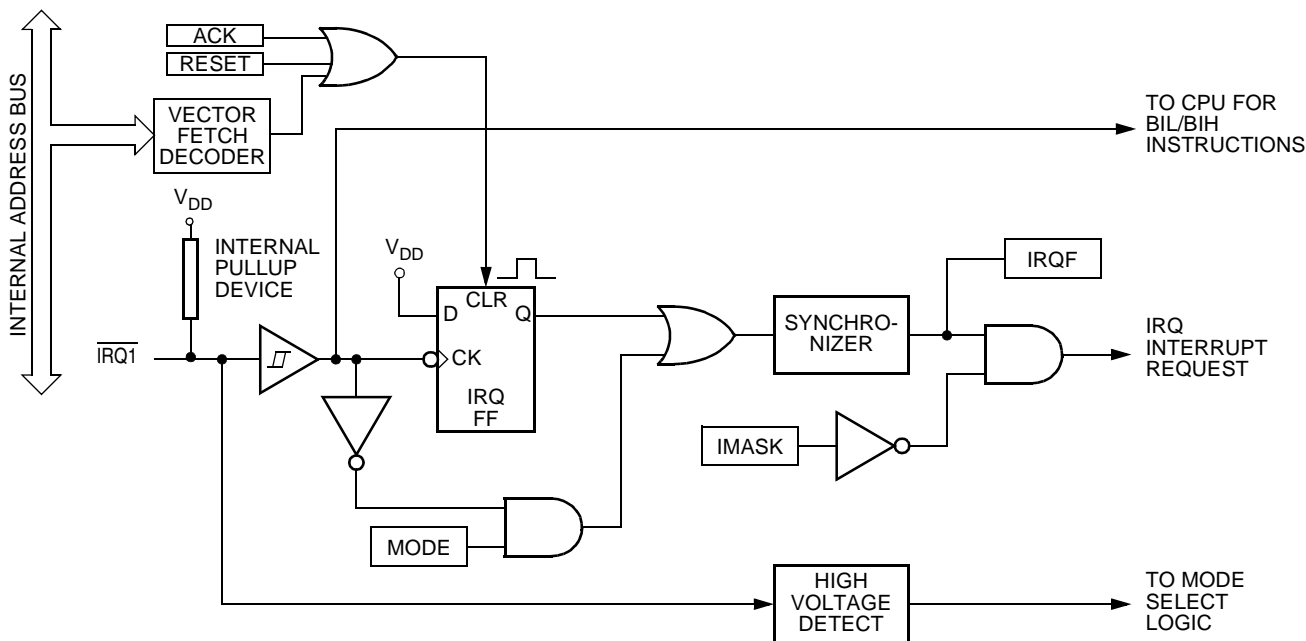 INTERNAL ADDRESS BUS
ACK
RESET
VECTOR
FETCH
DECODER
TO CPU FOR
BIL/BIH
INSTRUCTIONS
VDD
INTERNAL
PULLUP
DEVICE
IRQ1
VDD
CLR
D
Q
CK
IRQ
FF
SYNCHRO-
NIZER
IRQF
IRQ
INTERRUPT
REQUEST
IMASK
MODE
HIGH
VOLTAGE
DETECT
TO MODE
SELECT
LOGIC